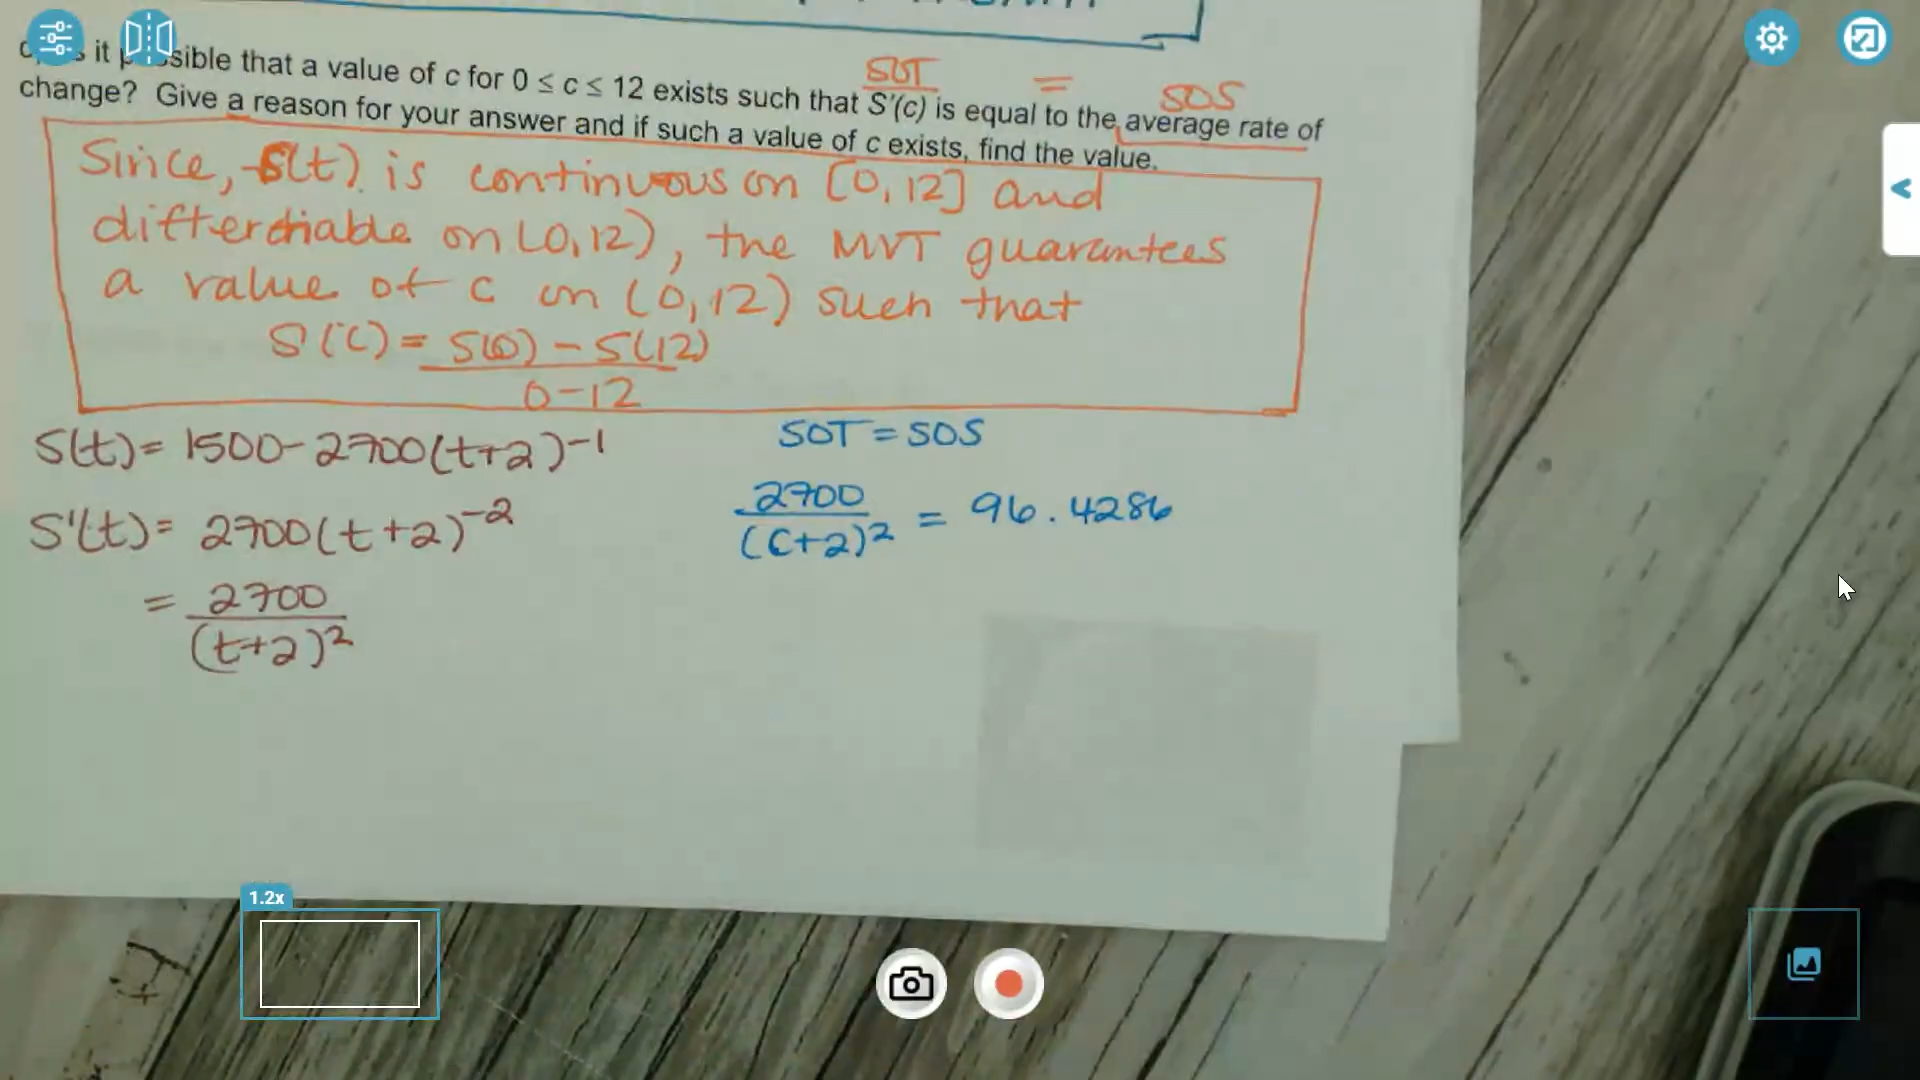 it possible that a value of c for 0 ≤ c ≤ 12 exists such that S'(c) is equal to the average rate of
SOT = SOS
change? Give a reason for your answer and if such a value of c exists, find the value.
Since, S(t) is continuous on [0, 12] and
differentiable on (0, 12), the MVT guarantees
a value of c on (0, 12) such that
S'(c) = S(0) - S(12)
0 - 12
S(t) = 1500 - 2700(t+2)^-1
S'(t) = 2700(t+2)^-2
= 2700
(t+2)^2
SOT = SOS
2700
(c+2)^2
= 96.4286
1.2x